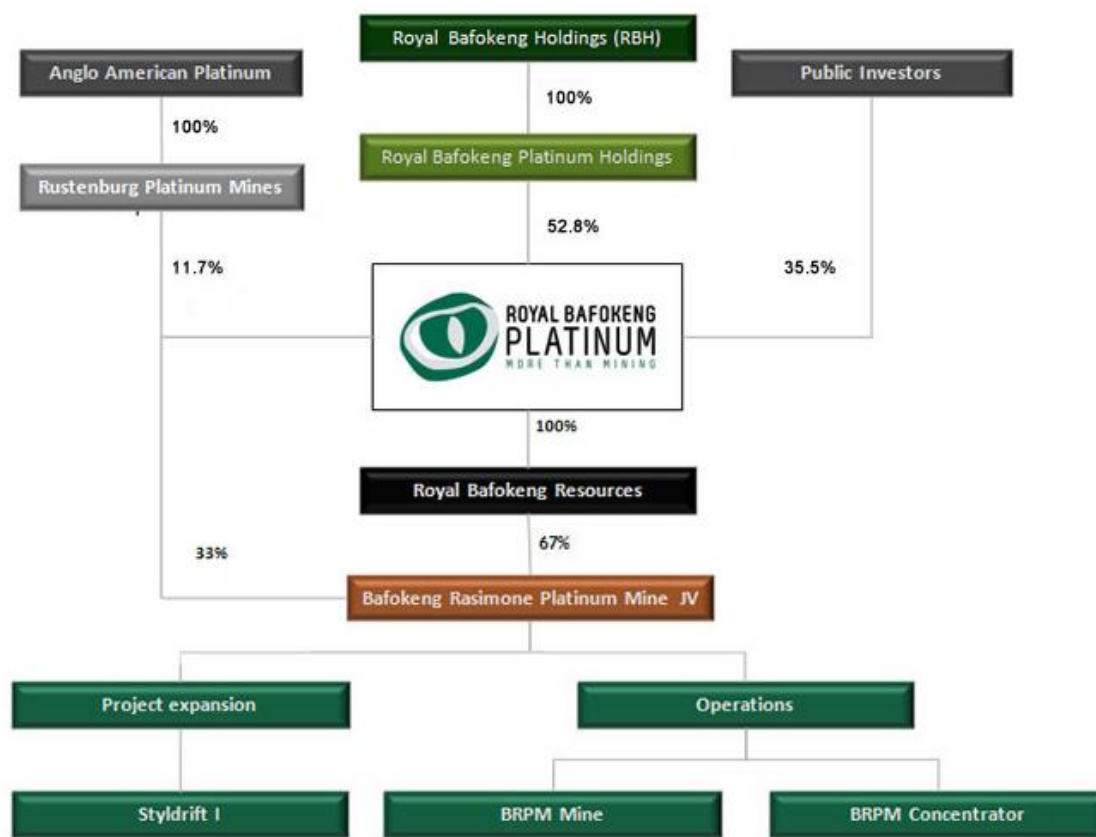 Royal Bafokeng Holdings (RBH)
Anglo American Platinum
Public Investors
100%
100%
Royal Bafokeng Platinum Holdings
Rustenburg Platinum Mines
52.8%
11.7%
35.5%
ROYAL BAFOKENG
PLATINUM
MORE THAN MINING
100%
Royal Bafokeng Resources
67%
33%
Bafokeng Rasimone Platinum Mine JV
Project expansion
Operations
Styldrift I
BRPM Mine
BRPM Concentrator